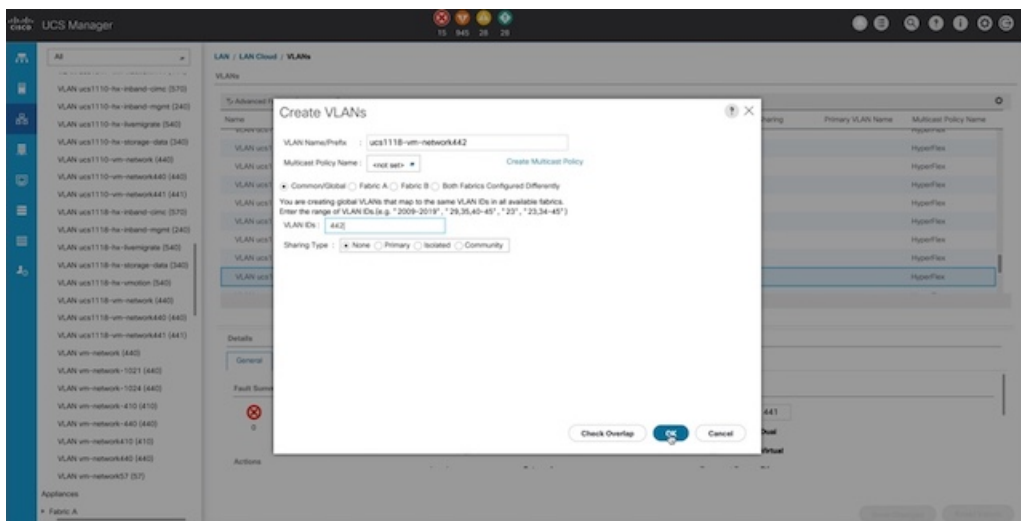 cisco UCS Manager
15 945 28 28
All
LAN / LAN Cloud / VLANs
VLANs
VLAN ucs1110-hx-inband-cimc (570)
VLAN ucs1110-hx-inband-mgmt (240)
VLAN ucs1110-hx-livemigrate (540)
VLAN ucs1110-hx-storage-data (340)
VLAN ucs1110-vm-network (440)
VLAN ucs1110-vm-network440 (440)
VLAN ucs1110-vm-network441 (441)
VLAN ucs1118-hx-inband-cimc (570)
VLAN ucs1118-hx-inband-mgmt (240)
VLAN ucs1118-hx-livemigrate (540)
VLAN ucs1118-hx-storage-data (340)
VLAN ucs1118-hx-vmotion (540)
VLAN ucs1118-vm-network (440)
VLAN ucs1118-vm-network440 (440)
VLAN ucs1118-vm-network441 (441)
VLAN vm-network (440)
VLAN vm-network-1021 (440)
VLAN vm-network-1024 (440)
VLAN vm-network-410 (410)
VLAN vm-network-440 (440)
VLAN vm-network410 (410)
VLAN vm-network440 (440)
VLAN vm-network57 (57)
Appliances
Fabric A
Advanced
Name
Sharing Primary VLAN Name Multicast Policy Name
HyperFlex
HyperFlex
HyperFlex
HyperFlex
HyperFlex
HyperFlex
HyperFlex
HyperFlex
Create VLANs
VLAN Name/Prefix : ucs1118-vm-network442
Multicast Policy Name : <not set> Create Multicast Policy
Common/Global Fabric A Fabric B Both Fabrics Configured Differently
You are creating global VLANs that map to the same VLAN IDs in all available fabrics.
Enter the range of VLAN IDs.(e.g. "2009-2019", "29,35,40-45", "23", "23,34-45")
VLAN IDs : 442
Sharing Type : None Primary Isolated Community
Check Overlap OK Cancel
Details
General
Fault
0
Actions
441
Dual